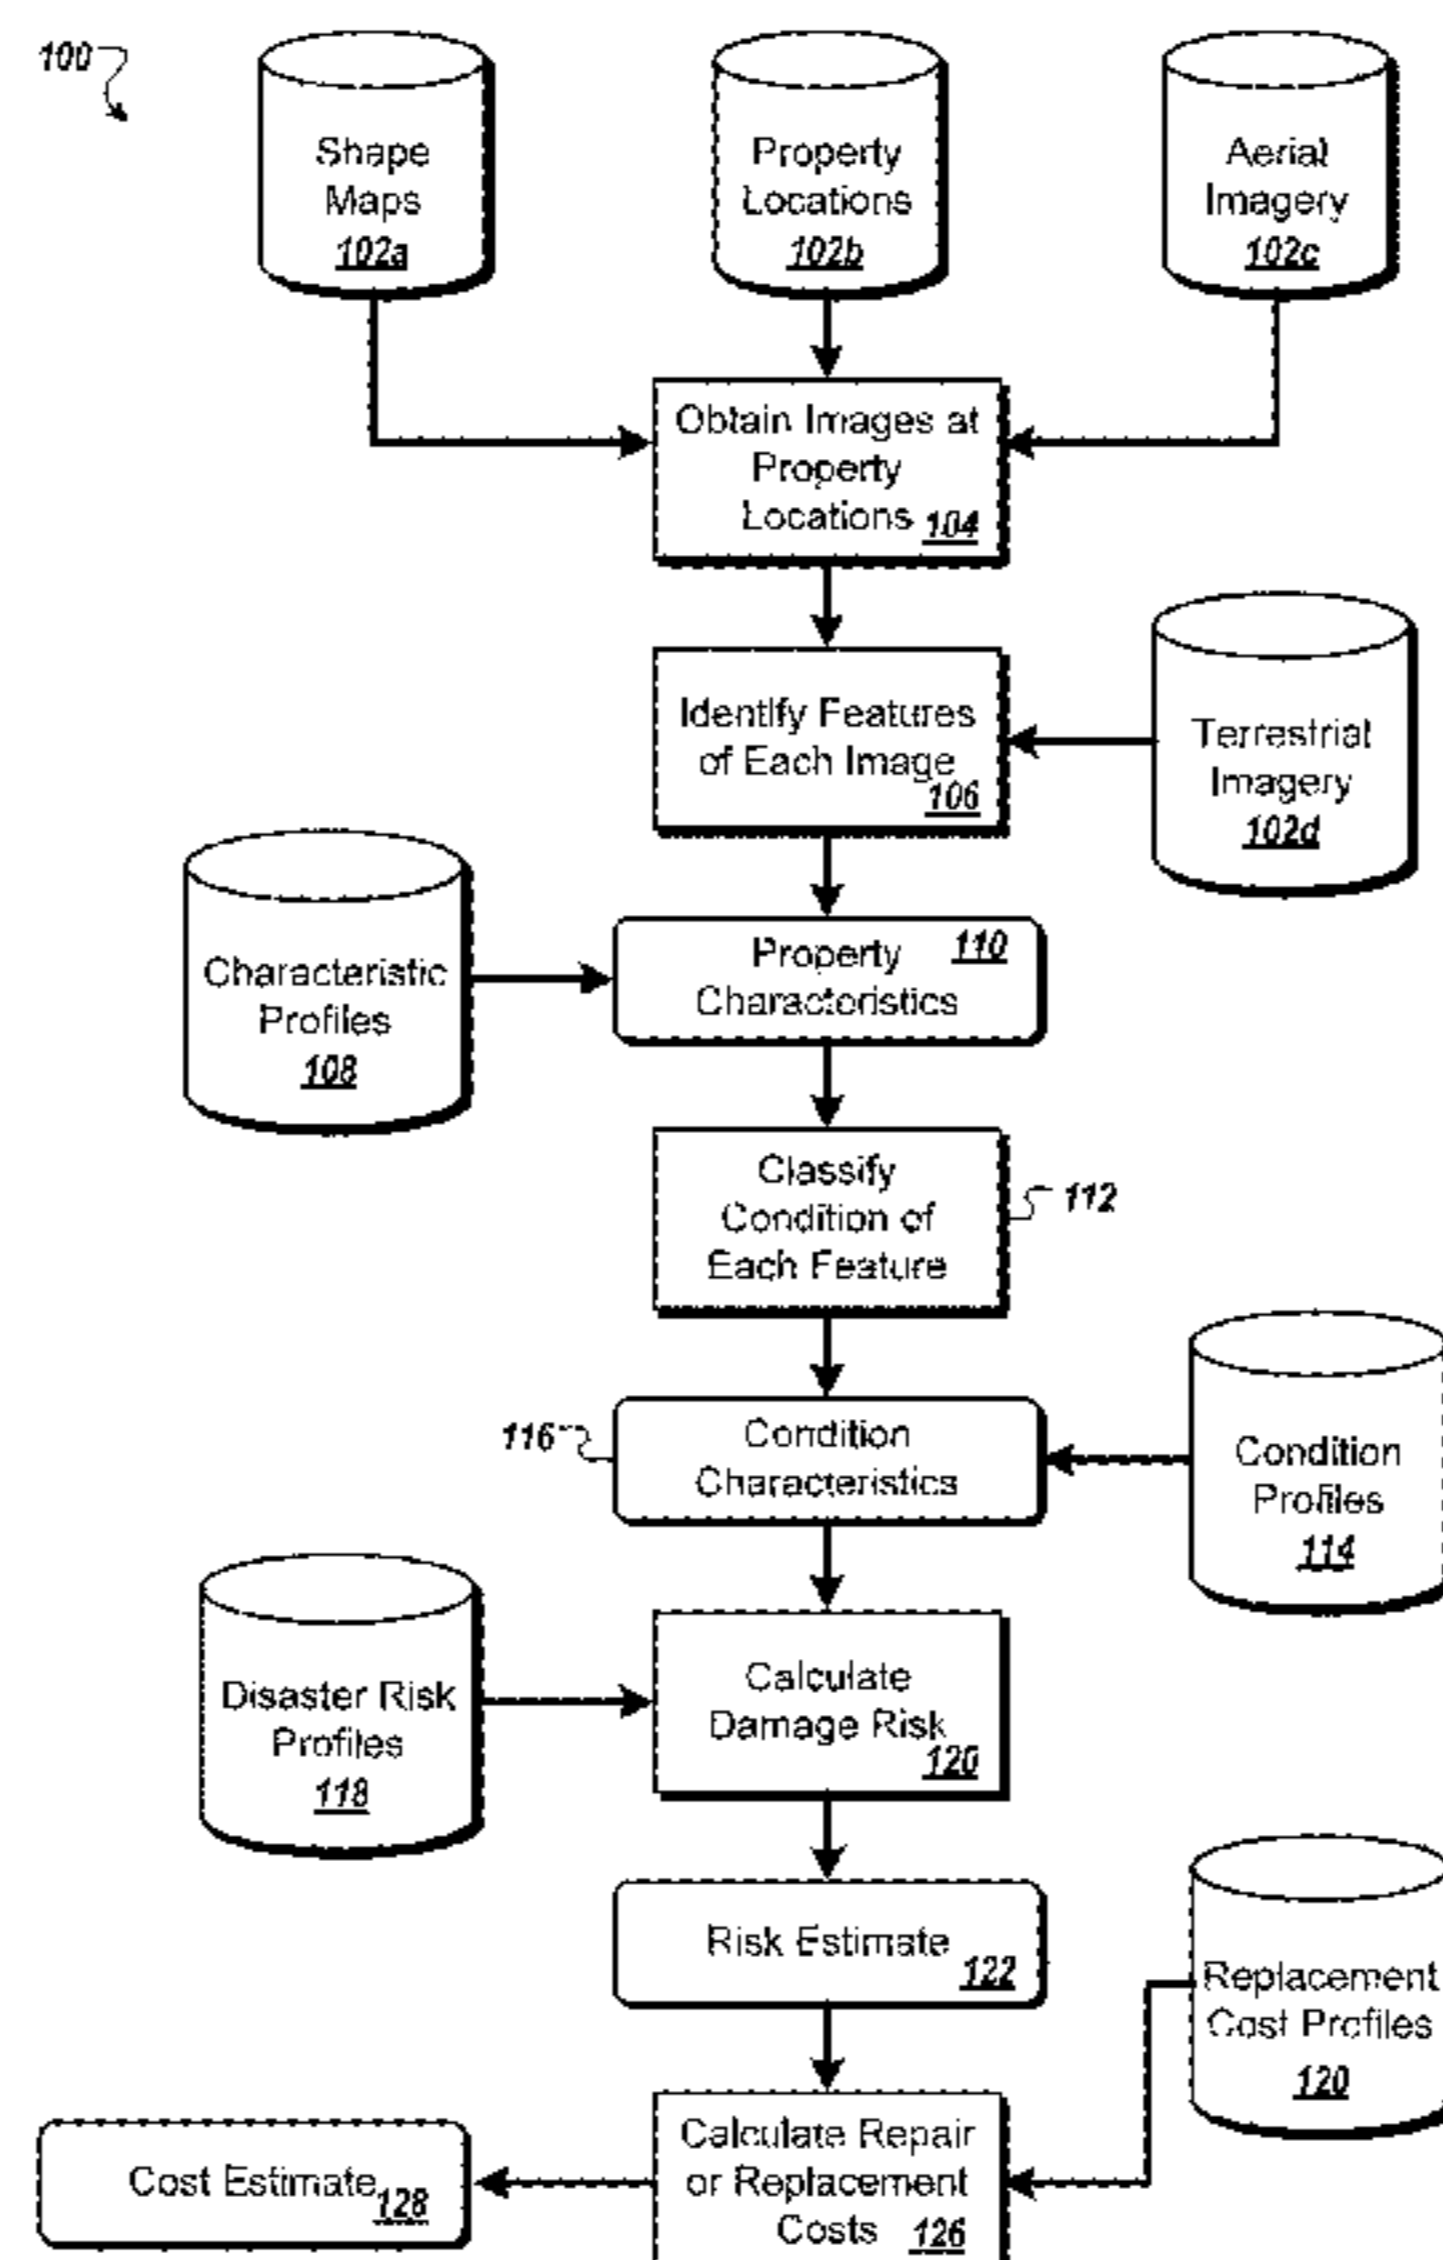 100
Shape
Maps
102a
Property
Locations
102b
Aerial
Imagery
102c
Obtain Images at
Property
Locations 104
Identify Features
of Each Image
106
Terrestrial
Imagery
102d
Characteristic
Profiles
108
110
Property
Characteristics
Classify
Condition of
Each Feature
112
116
Condition
Characteristics
Condition
Profiles
114
Disaster Risk
Profiles
118
Calculate
Damage Risk
120
Risk Estimate
122
Replacement
Cost Profiles
120
Calculate Repair
or Replacement
Costs 126
Cost Estimate
128